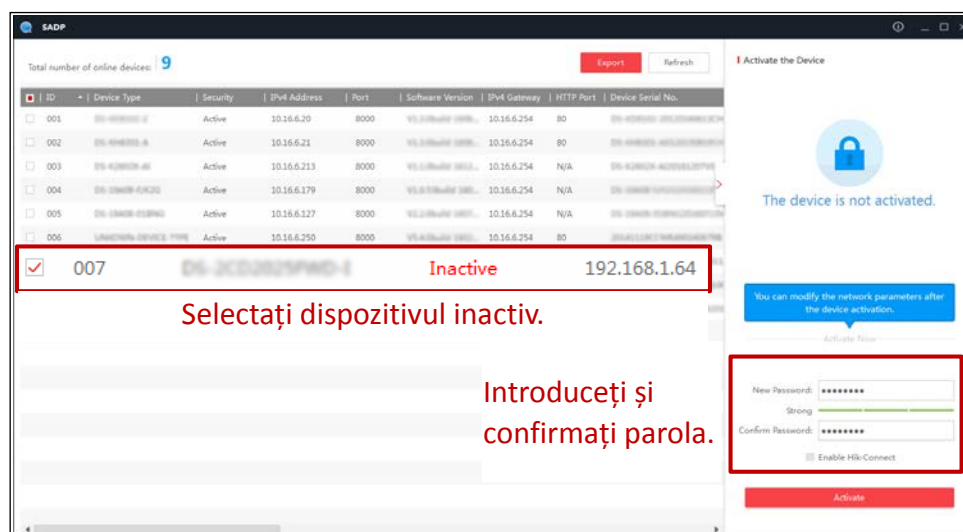 SADP
Total number of online devices: 9
Export
Refresh
ID | Device Type | Security | IPv4 Address | Port | Software Version | IPv4 Gateway | HTTP Port | Device Serial No.
001 Active 10.16.6.20 8000 10.16.6.254 80
002 Active 10.16.6.21 8000 10.16.6.254 80
003 Active 10.16.6.213 8000 10.16.6.254 N/A
004 Active 10.16.6.179 8000 10.16.6.254 N/A
005 Active 10.16.6.127 8000 10.16.6.254 N/A
006 UNKNOWN-DEVICE-TYPE Active 10.16.6.250 8000 10.16.6.254 80
007 DS-2CD2025FWD-I Inactive 192.168.1.64
Selectați dispozitivul inactiv.
Introduceți și
confirmați parola.
Activate the Device
The device is not activated.
You can modify the network parameters after
the device activation.
Activate Now
New Password:
Strong
Confirm Password:
Enable Hik-Connect
Activate